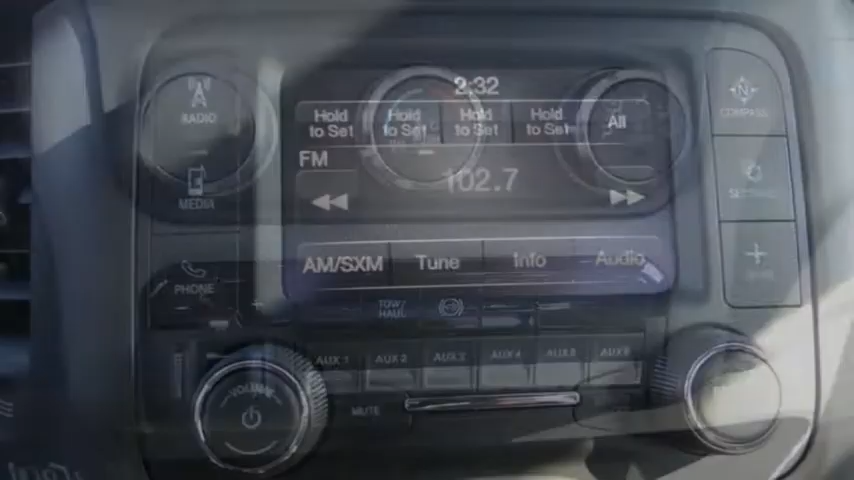 2:32
RADIO
Hold to Set
Hold to Set
Hold to Set
Hold to Set
All
COMPASS
FM
102.7
MEDIA
SETTINGS
AM/SXM
Tune
Info
Audio
PHONE
TOW/
HAUL
AUX 1
AUX 2
AUX 3
AUX 4
AUX 5
AUX 6
VOLUME
MUTE